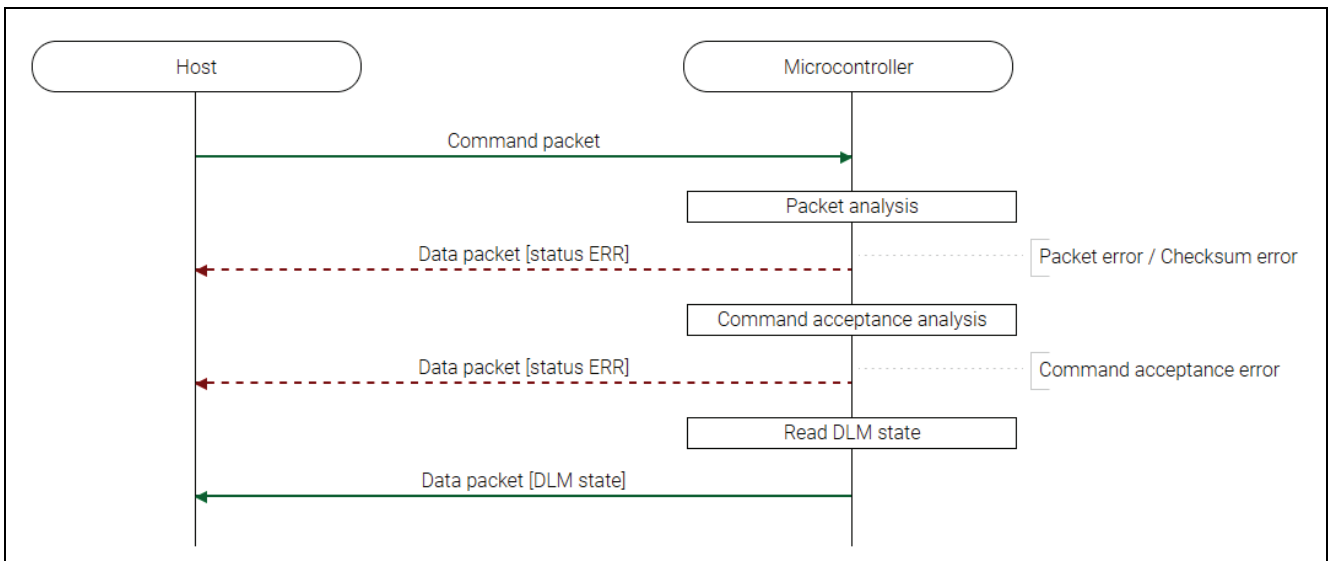 Host
Microcontroller
Command packet
Packet analysis
Data packet [status ERR]
Packet error / Checksum error
Command acceptance analysis
Data packet [status ERR]
Command acceptance error
Read DLM state
Data packet [DLM state]